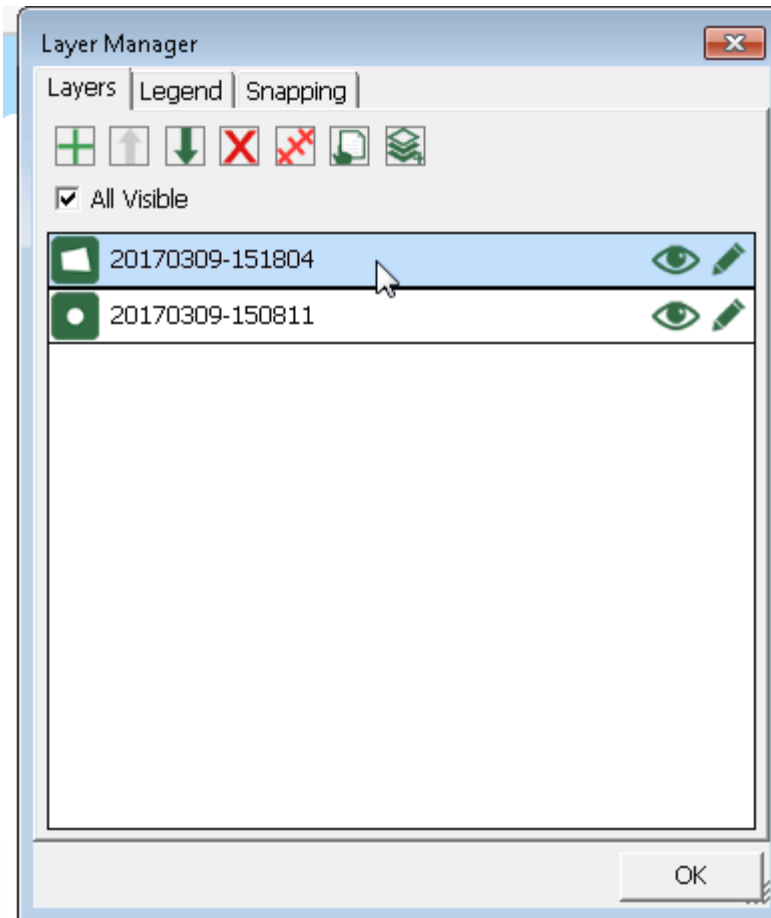 Layer Manager
Layers Legend Snapping
All Visible
20170309-151804
20170309-150811
OK